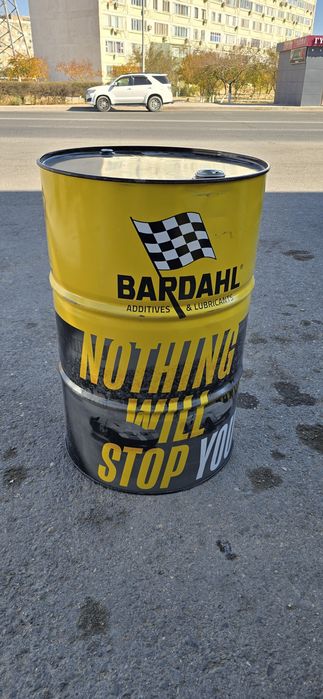 BARDAHL®
ADDITIVES & LUBRICANTS
NOTHING
WILL
STOP YOU